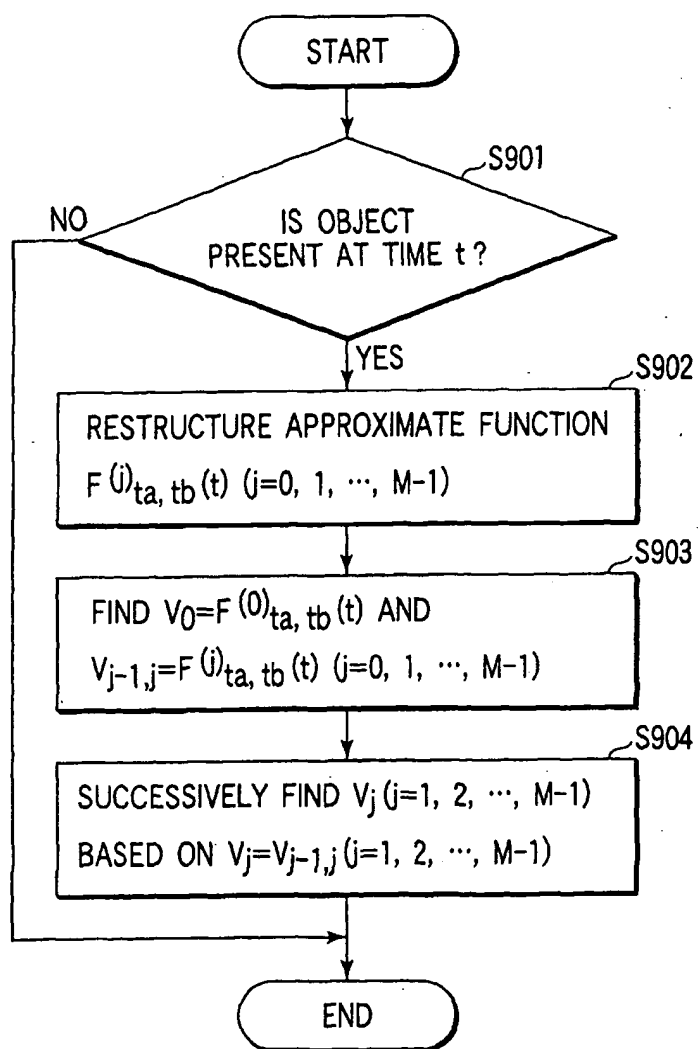 START
S901
NO
IS OBJECT
PRESENT AT TIME t?
YES
S902
RESTRUCTURE APPROXIMATE FUNCTION
F(j)ta, tb(t) (j=0, 1, ···, M-1)
S903
FIND V0=F(0)ta, tb(t) AND
Vj-1,j=F(j)ta, tb(t) (j=0, 1, ···, M-1)
S904
SUCCESSIVELY FIND Vj(j=1, 2, ···, M-1)
BASED ON Vj=Vj-1,j(j=1, 2, ···, M-1)
END